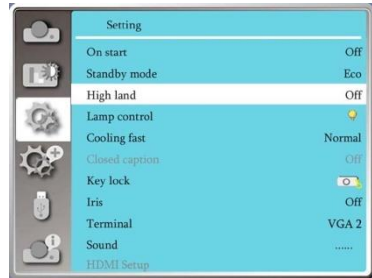 Setting
On start Off
Standby mode Eco
High land Off
Lamp control
Cooling fast Normal
Closed caption Off
Key lock
Iris Off
Terminal VGA 2
Sound ......
HDMI Setup